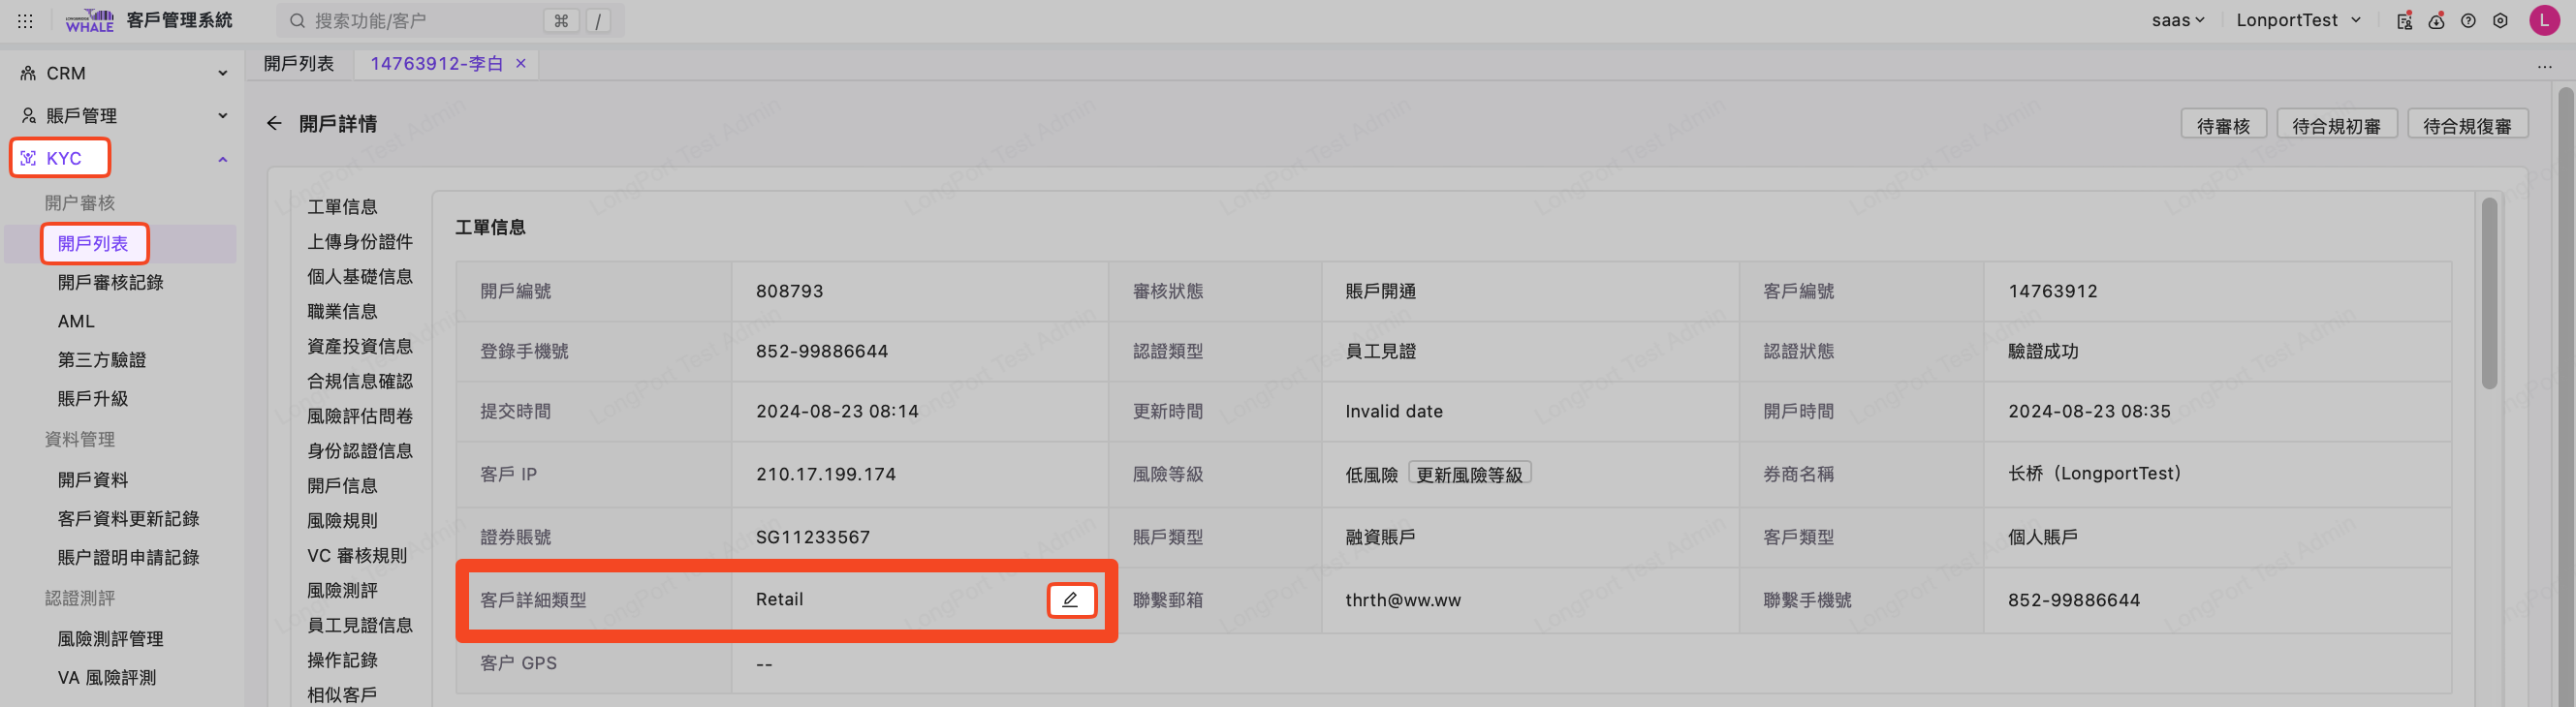 LONGBRIDGE WHALE 客戶管理系統 搜索功能/客户 ⌘ / saas LonportTest L
CRM
賬戶管理
KYC
開户審核
開戶列表
開戶審核記錄
AML
第三方驗證
賬戶升級
資料管理
開戶資料
客戶資料更新記錄
賬户證明申請記錄
認證測評
風險測評管理
VA 風險評測
開戶列表 14763912-李白 × ...
← 開戶詳情 待審核 待合規初審 待合規復審
工單信息
上傳身份證件
個人基礎信息
職業信息
資產投資信息
合規信息確認
風險評估問卷
身份認證信息
開戶信息
風險規則
VC 審核規則
風險測評
員工見證信息
操作記錄
相似客戶
工單信息
開戶編號 808793 審核狀態 賬戶開通 客戶編號 14763912
登錄手機號 852-99886644 認證類型 員工見證 認證狀態 驗證成功
提交時間 2024-08-23 08:14 更新時間 Invalid date 開戶時間 2024-08-23 08:35
客戶 IP 210.17.199.174 風險等級 低風險 更新風險等級 券商名稱 长桥（LongportTest）
證券賬號 SG11233567 賬戶類型 融資賬戶 客戶類型 個人賬戶
客戶詳細類型 Retail 聯繫郵箱 thrth@ww.ww 聯繫手機號 852-99886644
客户 GPS --
LongPort Test Admin